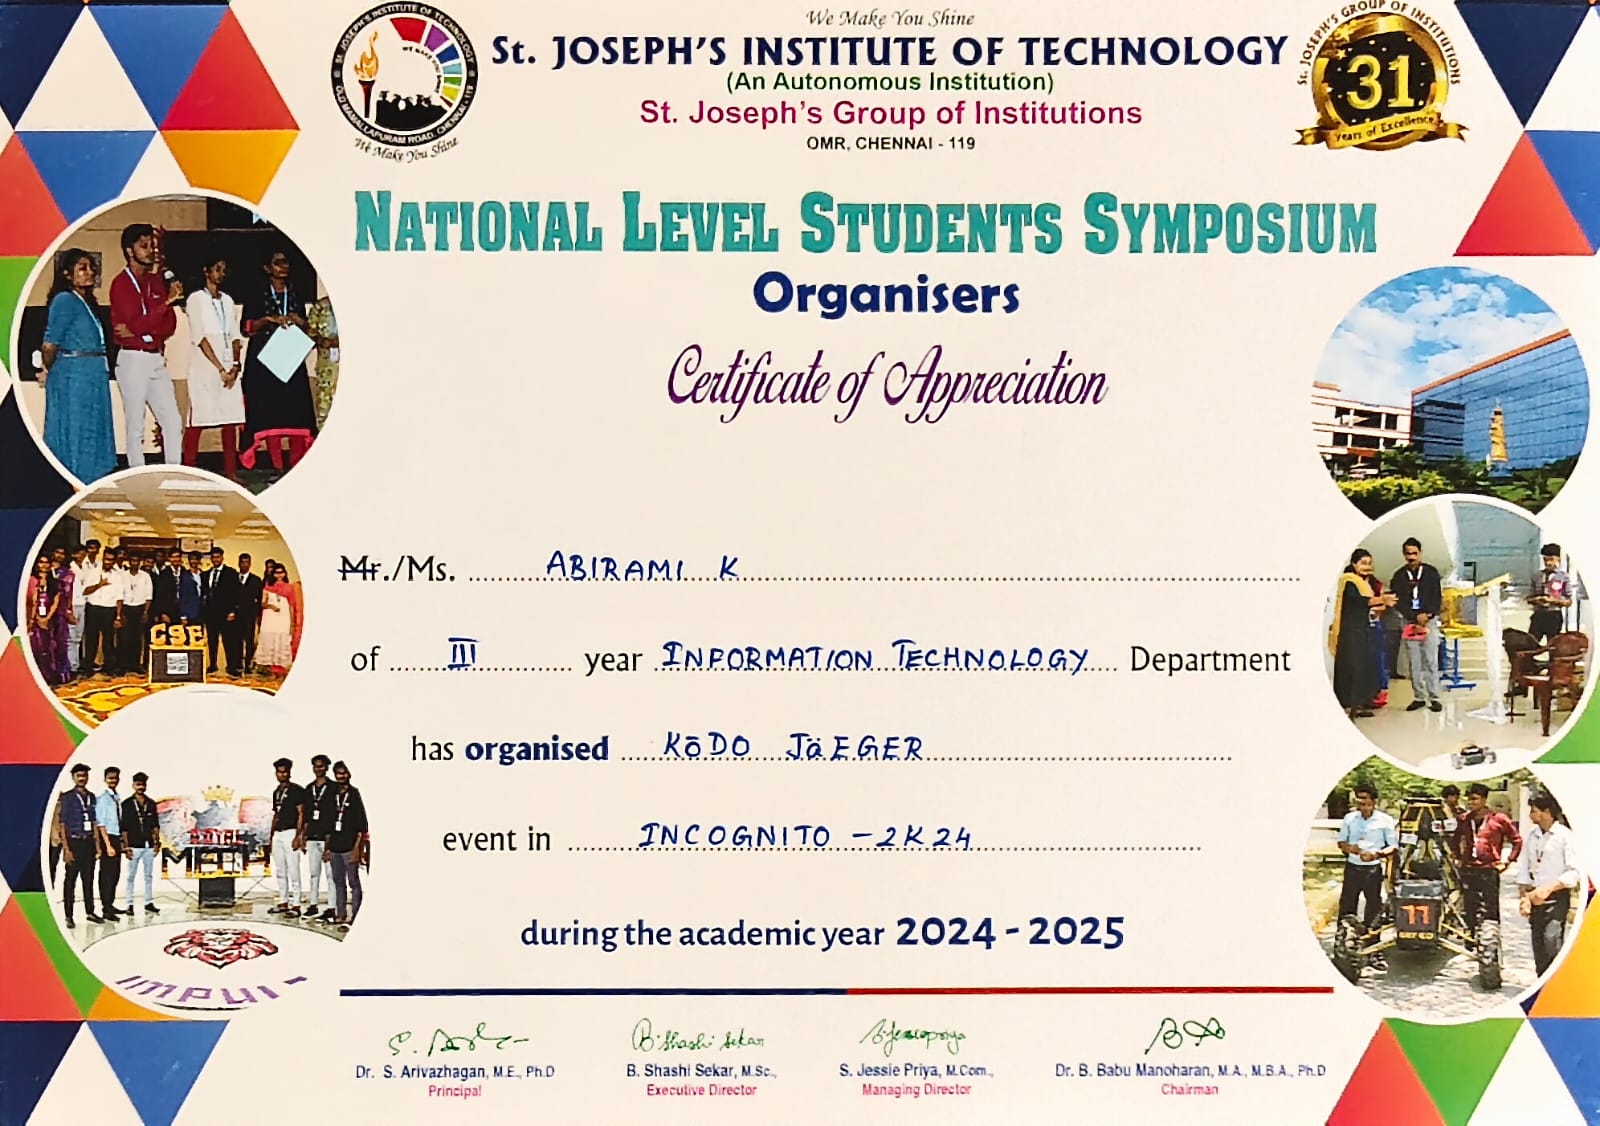 We Make You Shine
St. JOSEPH'S INSTITUTE OF TECHNOLOGY
(An Autonomous Institution)
St. Joseph's Group of Institutions
OMR, CHENNAI - 119
ST. JOSEPH'S INSTITUTE OF TECHNOLOGY
OLD MAMALLAPURAM ROAD, CHENNAI - 119
We Make You Shine
St. JOSEPH'S GROUP OF INSTITUTIONS
31
Years of Excellence
NATIONAL LEVEL STUDENTS SYMPOSIUM
Organisers
Certificate of Appreciation
Mr./Ms. ABIRAMI K
of III year INFORMATION TECHNOLOGY Department
has organised KōDO JäEGER
event in INCOGNITO - 2K24
during the academic year 2024 - 2025
CSE
IMPUL
77
Dr. S. Arivazhagan, M.E., Ph.D
Principal
B. Shashi Sekar
B. Shashi Sekar, M.Sc.,
Executive Director
S. Jessie Priya, M.Com.,
Managing Director
Dr. B. Babu Manoharan, M.A., M.B.A., Ph.D
Chairman